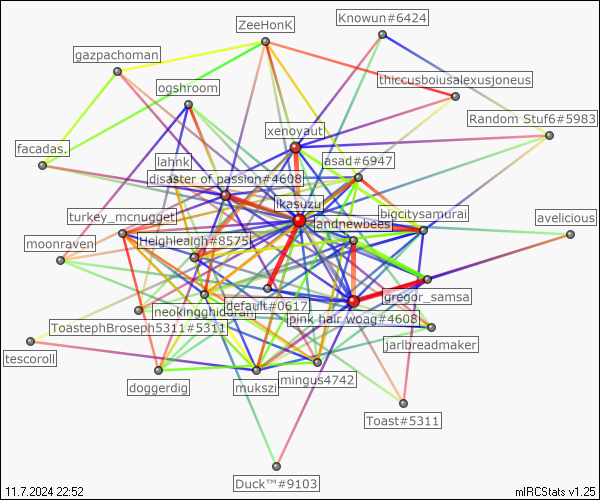 Knowun#6424
ZeeHonK
gazpachoman
thiccusboiusalexusjoneus
ogshroom
Random Stuf6#5983
xenoyaut
facadas.
lahnk
asad#6947
disaster of passion#4608
ikasuzu
turkey_mcnugget
landnewbees
bigcitysamurai
avelicious
moonraven
Heighleaigh#8575
default#0617
gregor_samsa
neokingghidorah
pink hair woag#4608
ToastephBroseph5311#5311
jarlbreadmaker
tescoroll
doggerdig
mukszi
mingus4742
Toast#5311
Duck™#9103
11.7.2024 22:52
mIRCStats v1.25